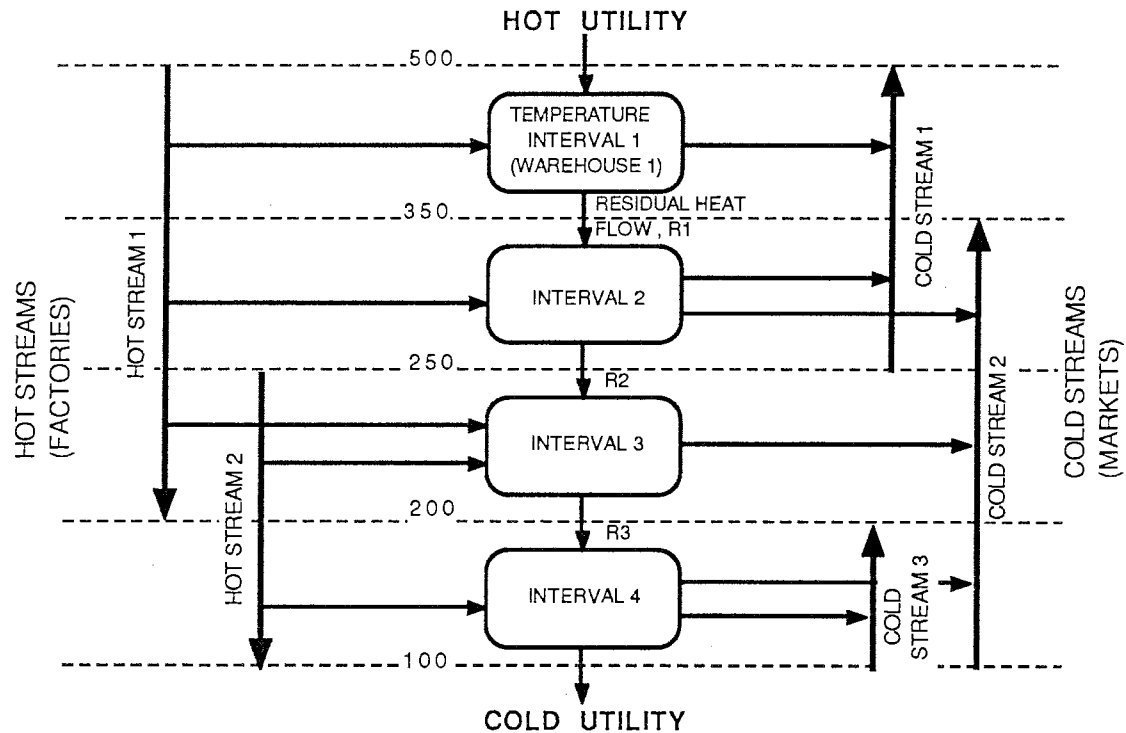 HOT UTILITY
500
TEMPERATURE
INTERVAL 1
(WAREHOUSE 1)
COLD STREAM 1
350
RESIDUAL HEAT
FLOW , R1
HOT STREAM 1
INTERVAL 2
HOT STREAMS
(FACTORIES)
250
R2
COLD STREAM 2
COLD STREAMS
(MARKETS)
INTERVAL 3
HOT STREAM 2
200
R3
INTERVAL 4
COLD
STREAM 3
100
COLD UTILITY